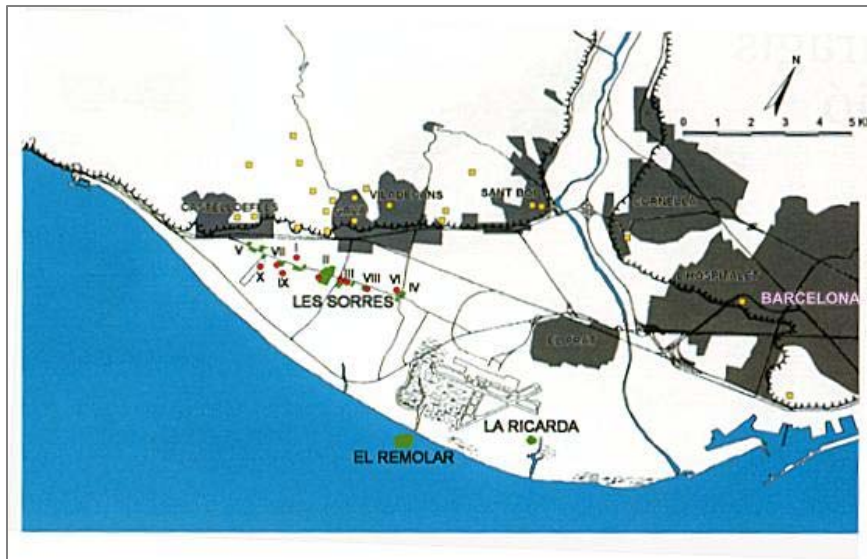 N
0 1 2 3 4 5 K
CASTELLDEFELS
GAVÀ
VILADECANS
SANT BOI
CORNELLA
L'HOSPITALET
BARCELONA
V
VII
I
II
X
IX
III
VIII
VI
IV
LES SORRES
EL PRAT
LA RICARDA
EL REMOLAR